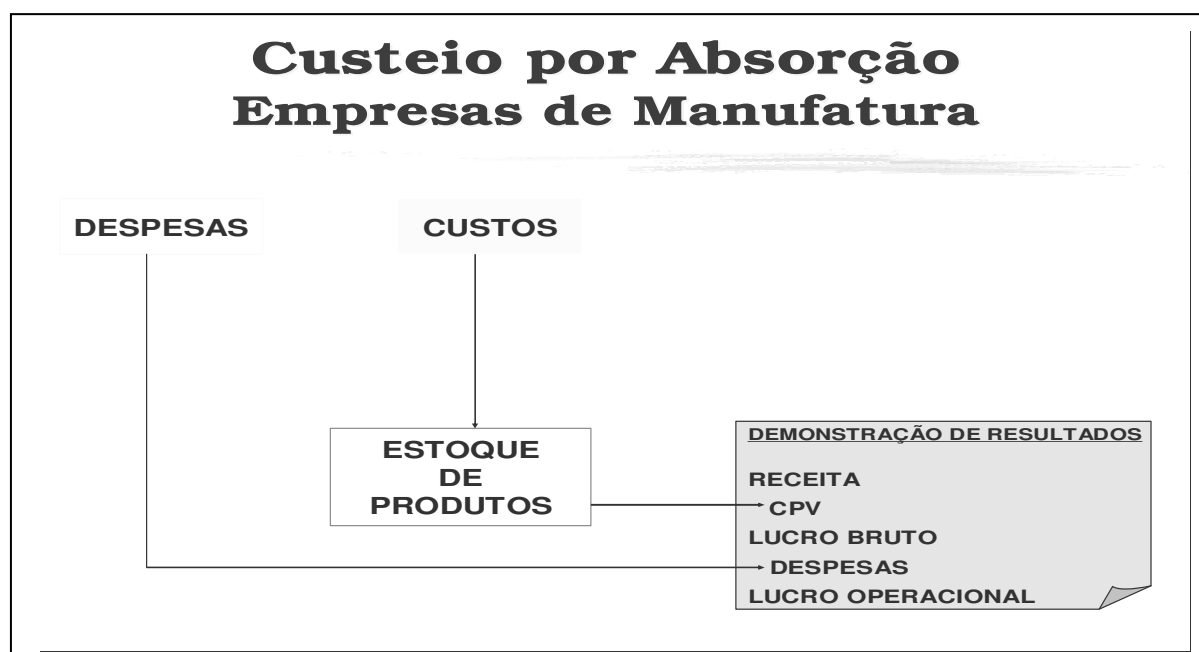 Custeio por Absorção
Empresas de Manufatura
DESPESAS
CUSTOS
ESTOQUE
DE
PRODUTOS
DEMONSTRAÇÃO DE RESULTADOS
RECEITA
CPV
LUCRO BRUTO
DESPESAS
LUCRO OPERACIONAL